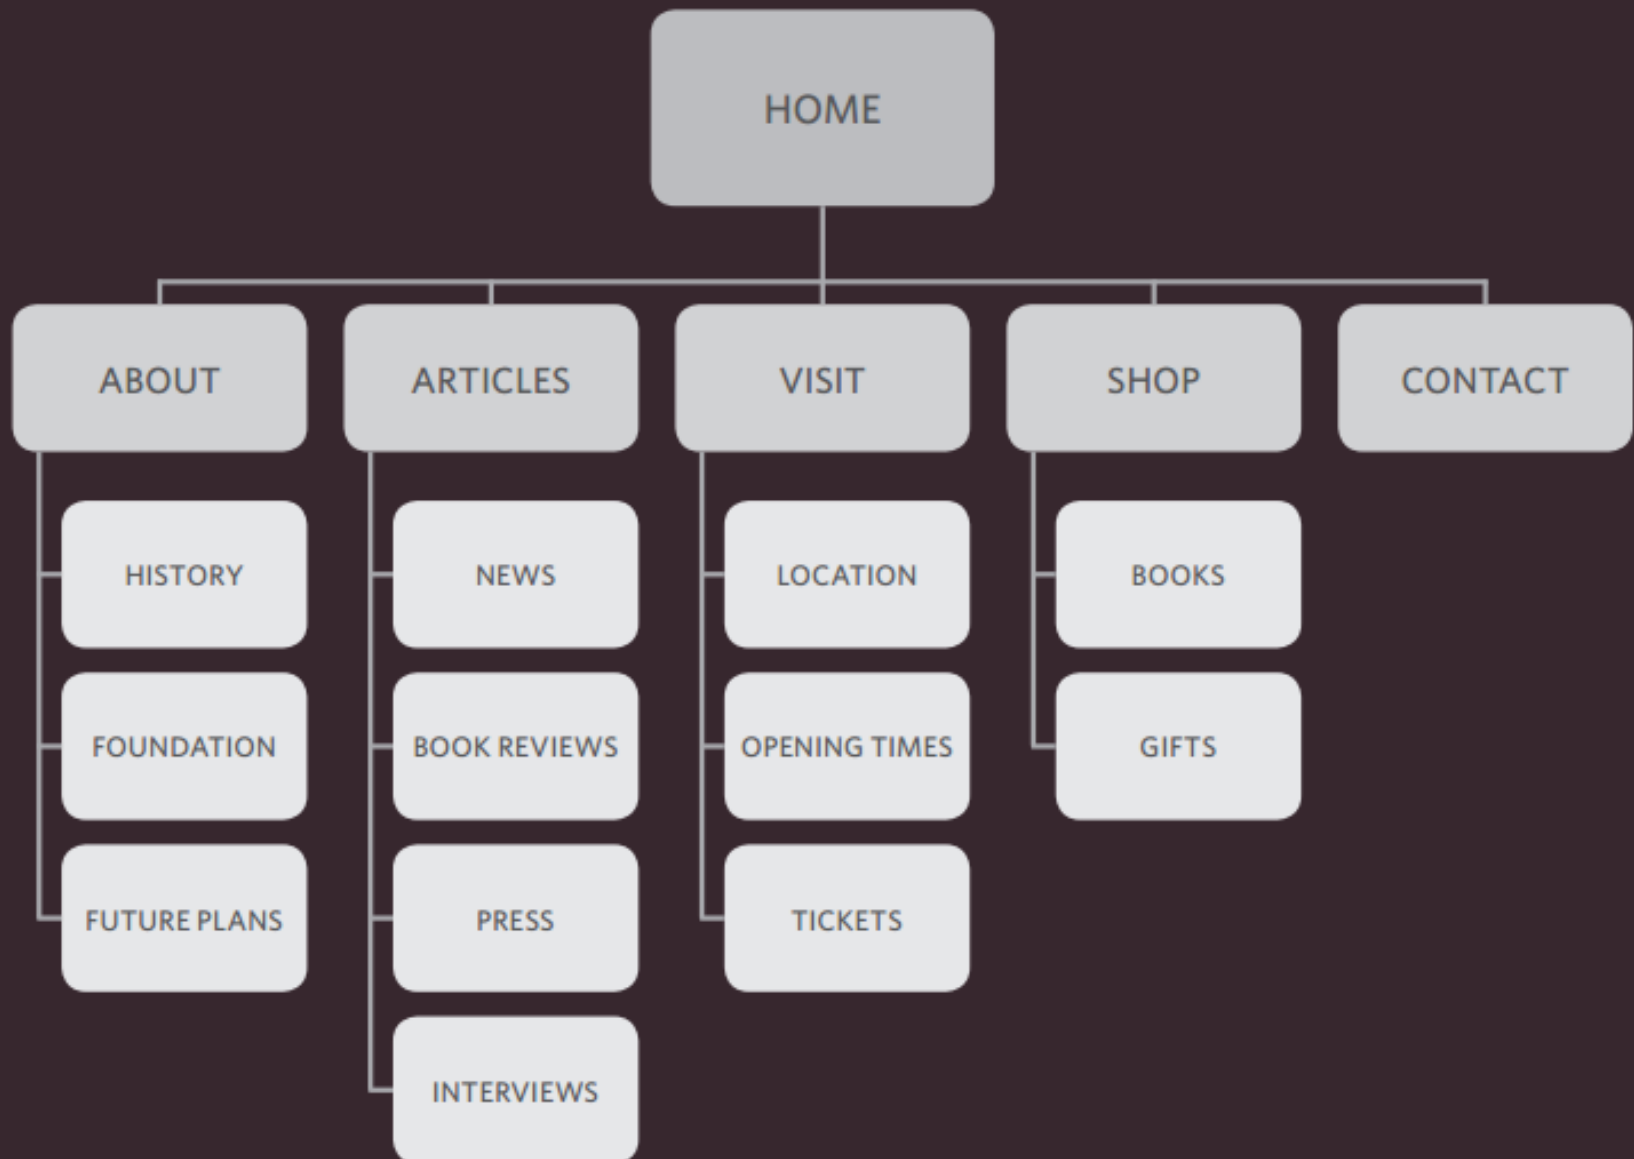 HOME
ABOUT
ARTICLES
VISIT
SHOP
CONTACT
HISTORY
NEWS
LOCATION
BOOKS
FOUNDATION
BOOK REVIEWS
OPENING TIMES
GIFTS
FUTURE PLANS
PRESS
TICKETS
INTERVIEWS